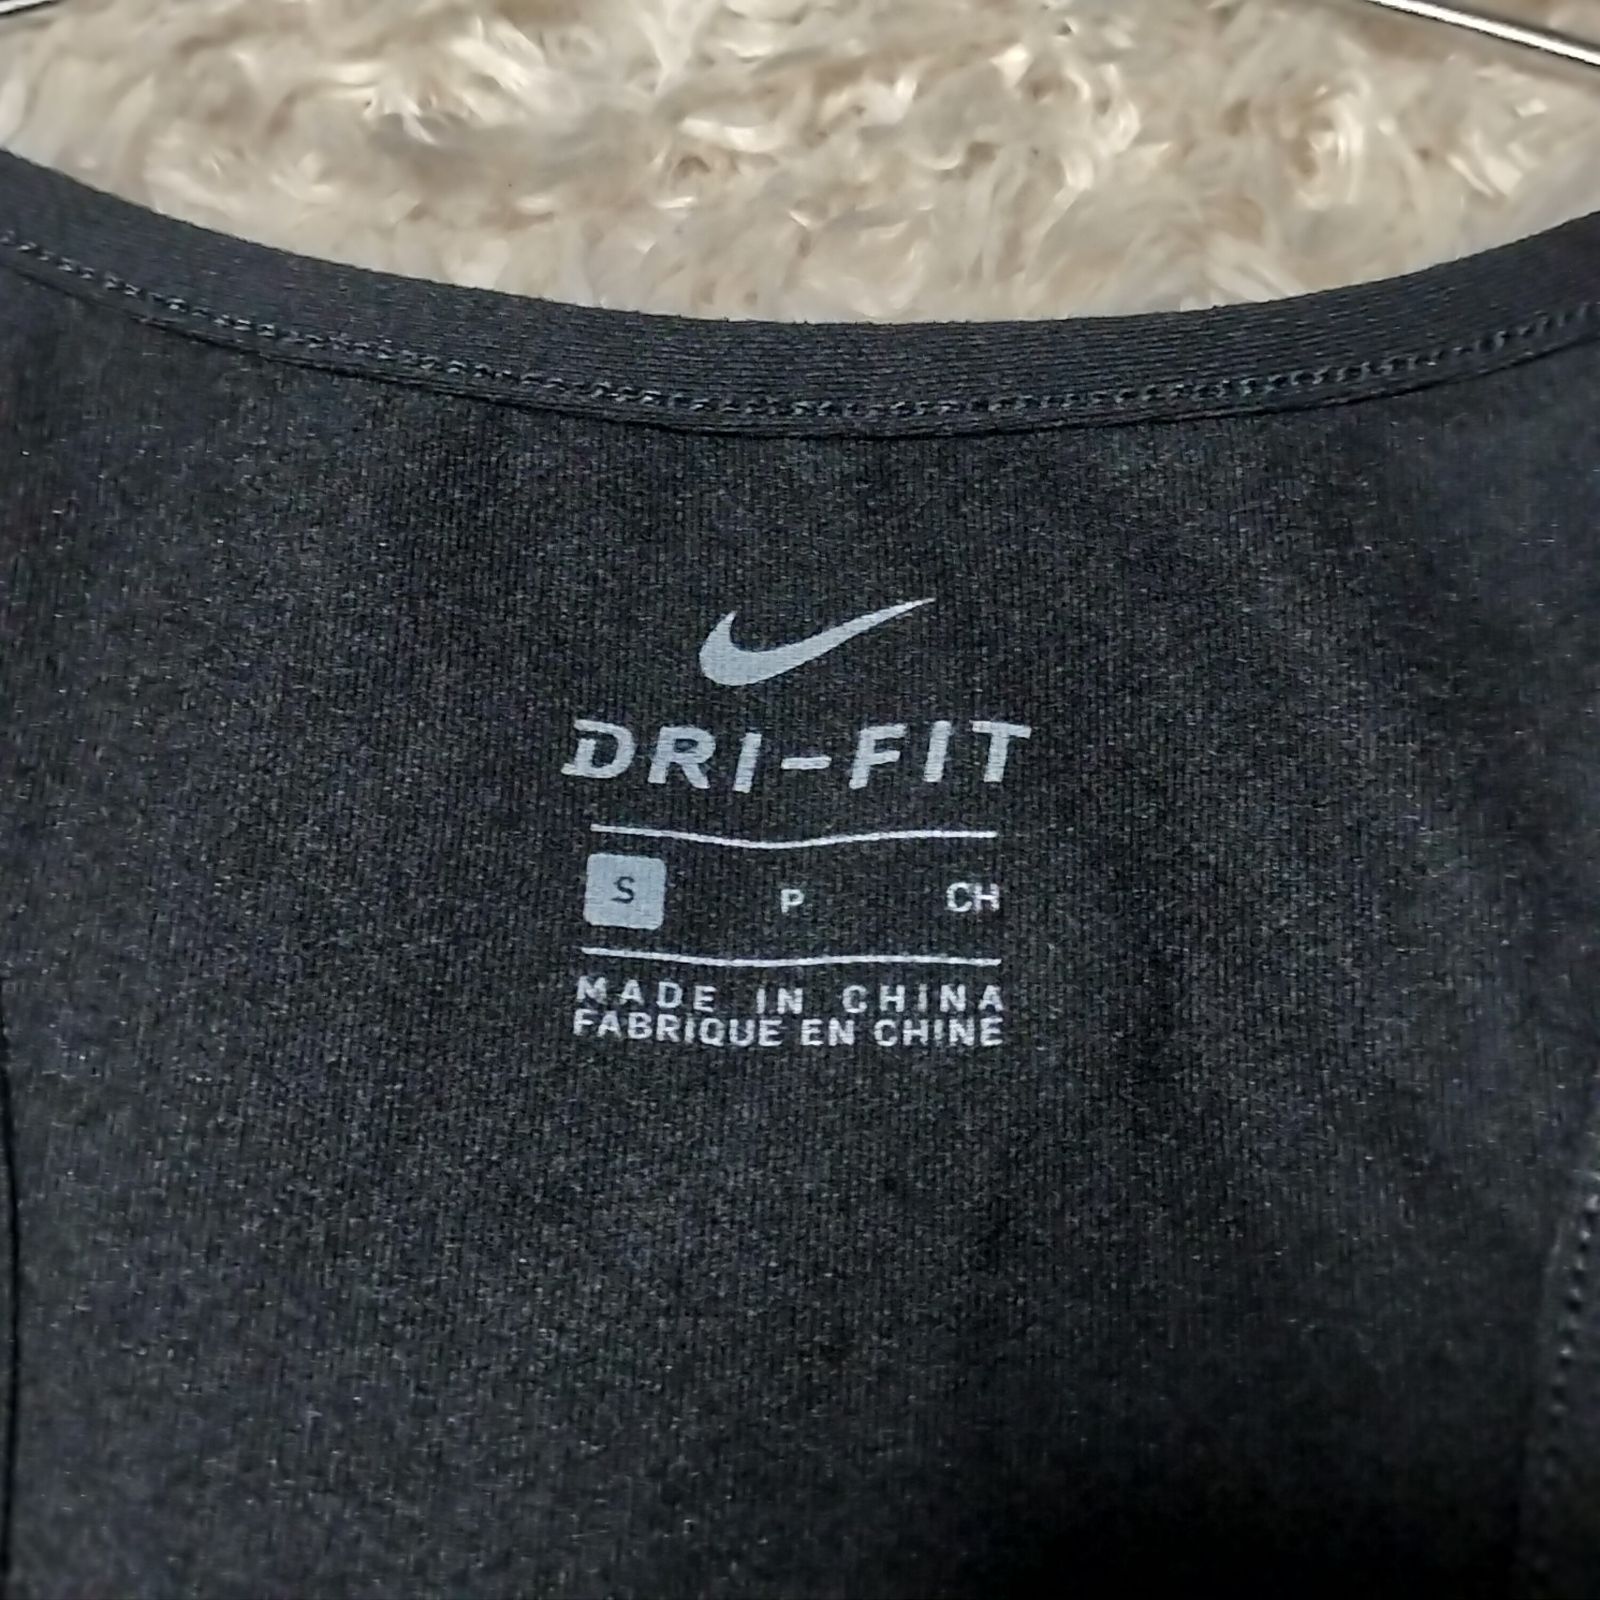 DRI-FIT
S P CH
MADE IN CHINA
FABRIQUE EN CHINE